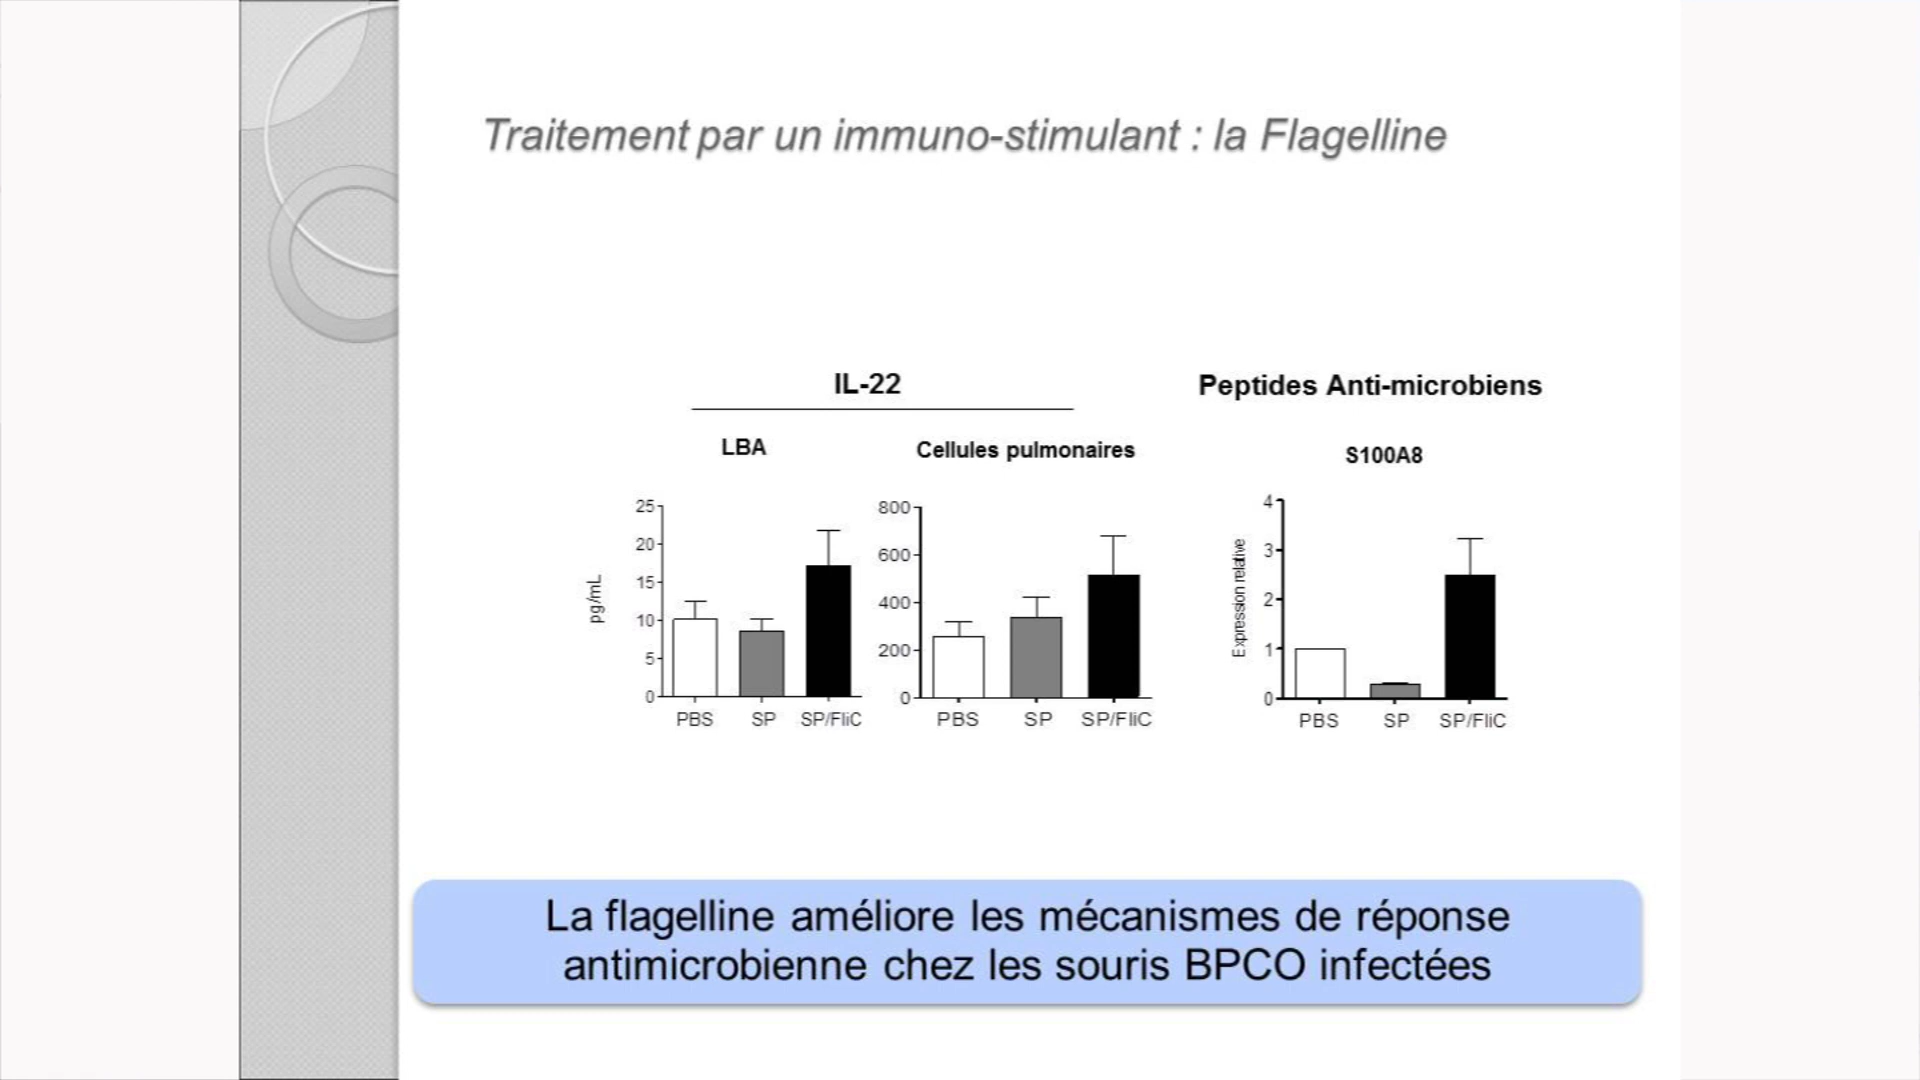 Traitement par un immuno-stimulant : la Flagelline
IL-22
Peptides Anti-microbiens
LBA
Cellules pulmonaires
S100A8
pg/mL
25
20
15
10
5
0
PBS SP SP/FliC
800
600
400
200
0
PBS SP SP/FliC
Expression relative
4
3
2
1
0
PBS SP SP/FliC
La flagelline améliore les mécanismes de réponse
antimicrobienne chez les souris BPCO infectées